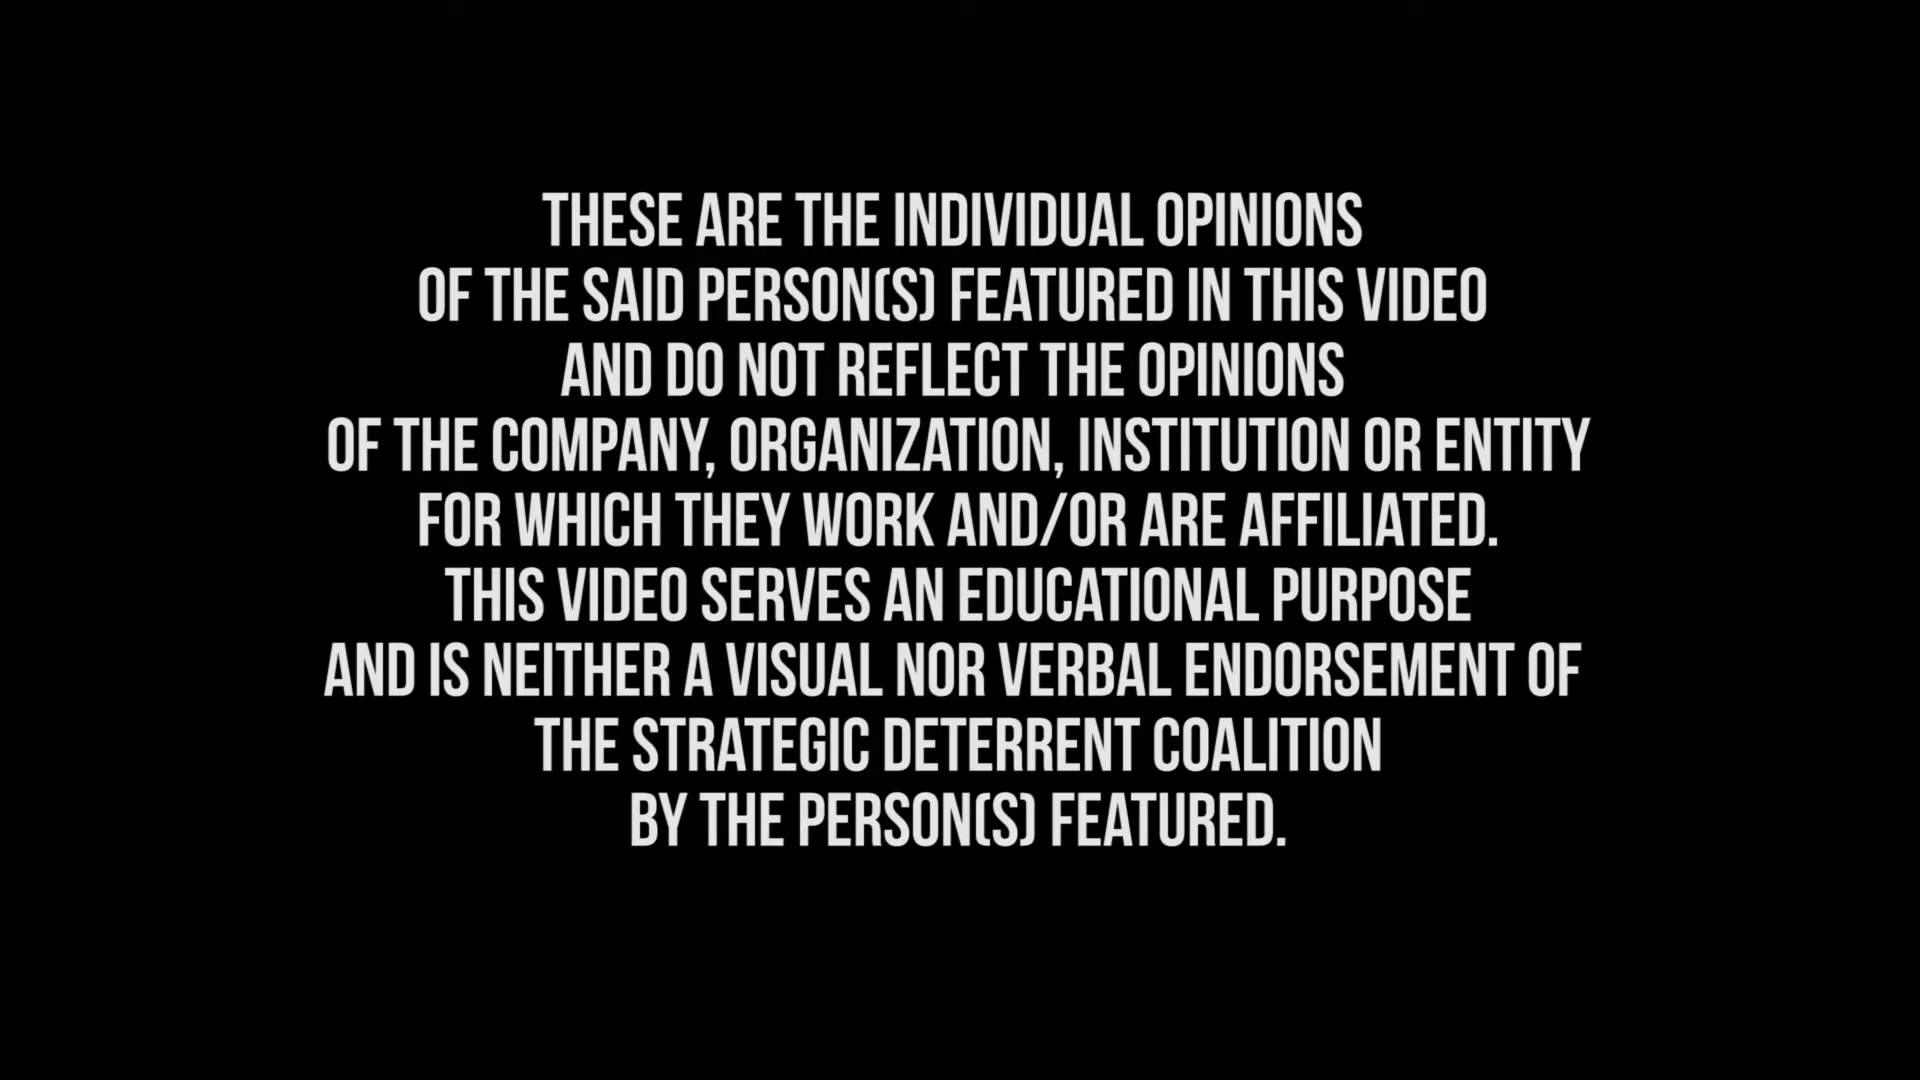 THESE ARE THE INDIVIDUAL OPINIONS
OF THE SAID PERSON(S) FEATURED IN THIS VIDEO
AND DO NOT REFLECT THE OPINIONS
OF THE COMPANY, ORGANIZATION, INSTITUTION OR ENTITY
FOR WHICH THEY WORK AND/OR ARE AFFILIATED.
THIS VIDEO SERVES AN EDUCATIONAL PURPOSE
AND IS NEITHER A VISUAL NOR VERBAL ENDORSEMENT OF
THE STRATEGIC DETERRENT COALITION
BY THE PERSON(S) FEATURED.